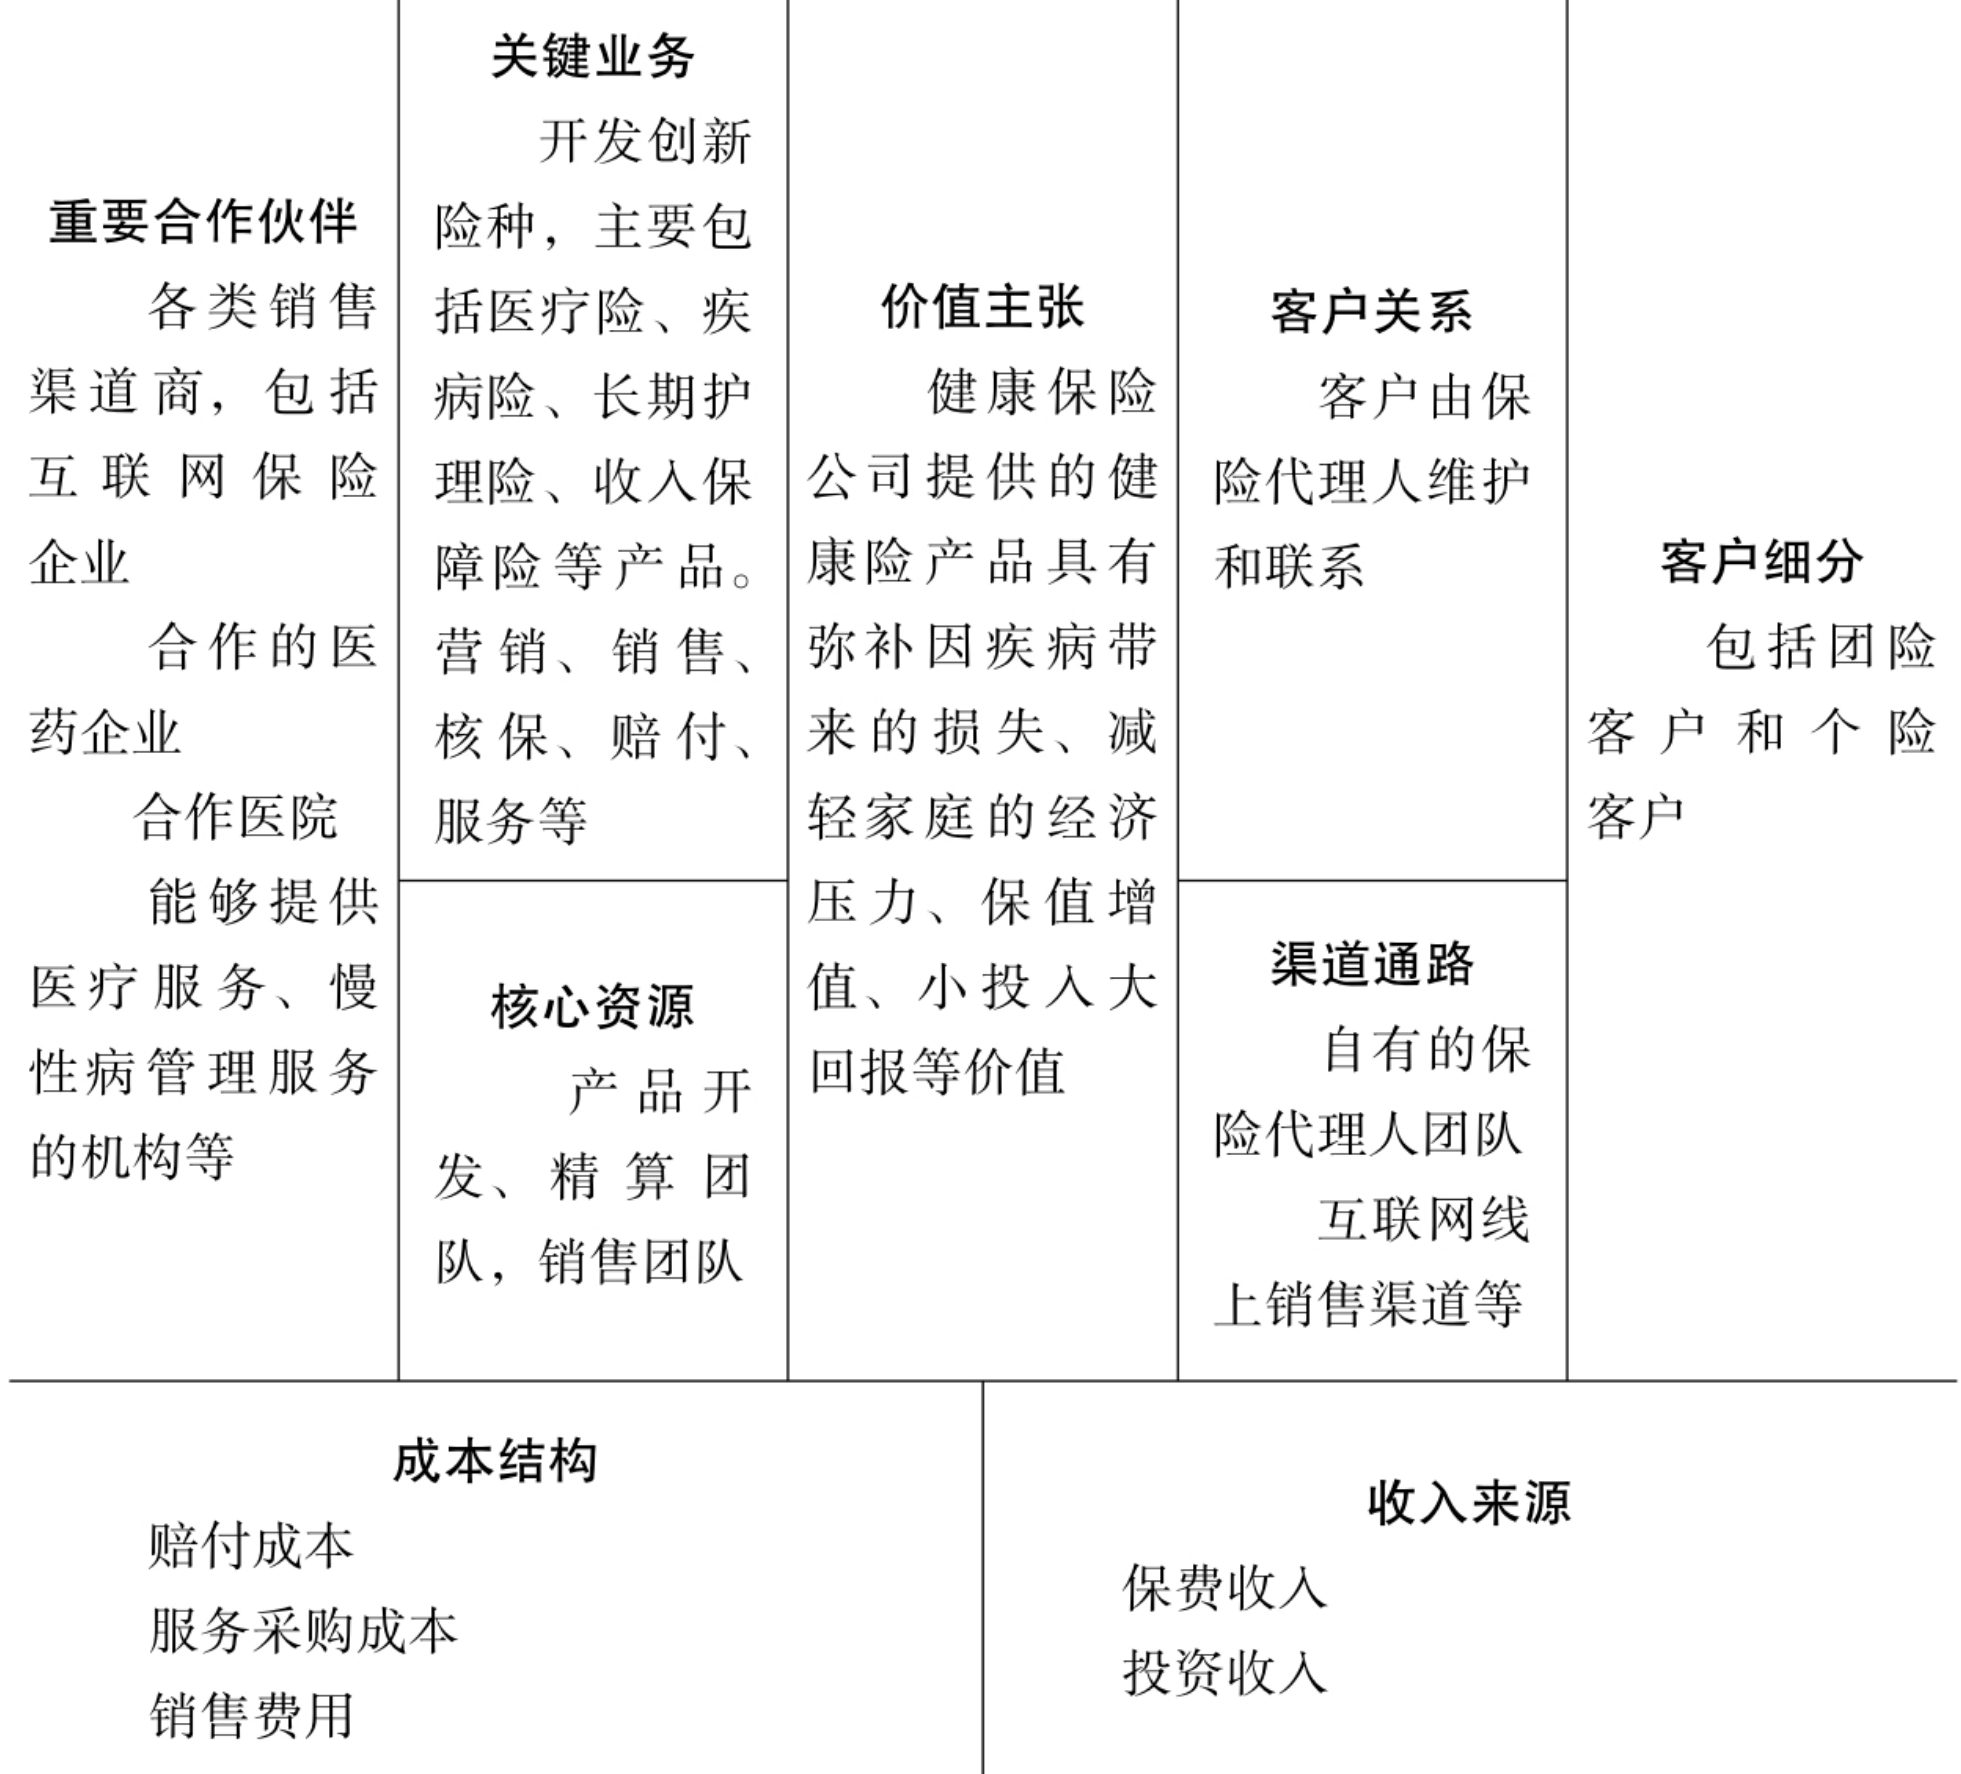 重要合作伙伴
各类销售
渠道商，包括
互联网保险
企业
合作的医
药企业
合作医院
能够提供
医疗服务、慢
性病管理服务
的机构等
关键业务
开发创新
险种，主要包
括医疗险、疾
病险、长期护
理险、收入保
障险等产品。
营销、销售、
核保、赔付、
服务等
核心资源
产品开
发、精算团
队，销售团队
价值主张
健康保险
公司提供的健
康险产品具有
弥补因疾病带
来的损失、减
轻家庭的经济
压力、保值增
值、小投入大
回报等价值
客户关系
客户由保
险代理人维护
和联系
渠道通路
自有的保
险代理人团队
互联网线
上销售渠道等
客户细分
包括团险
客户和个险
客户
成本结构
赔付成本
服务采购成本
销售费用
收入来源
保费收入
投资收入